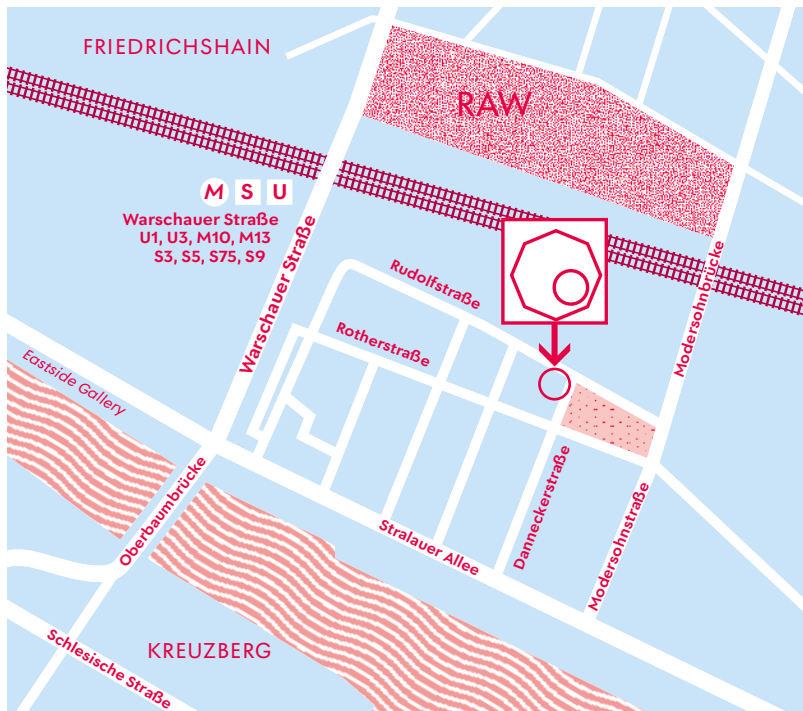 FRIEDRICHSHAIN
RAW
M S U
Warschauer Straße
U1, U3, M10, M13
S3, S5, S75, S9
Warschauer Straße
Rudolfstraße
Rotherstraße
Modersohnbrücke
Eastside Gallery
Oberbaumbrücke
Danneckerstraße
Modersohnstraße
Stralauer Allee
KREUZBERG
Schlesische Straße